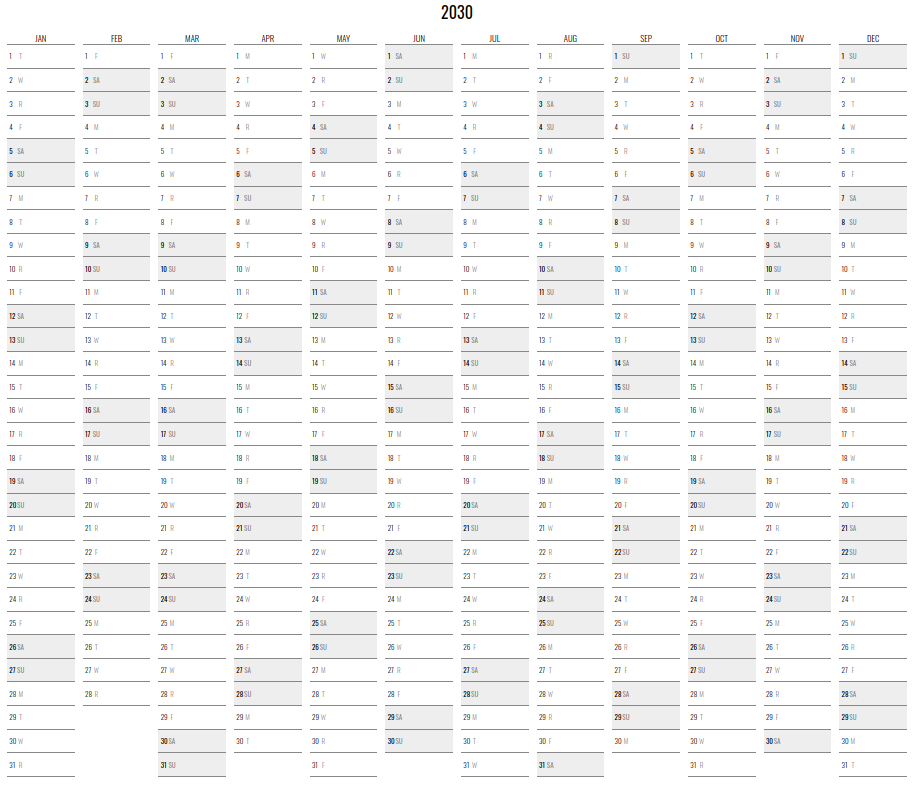 2030
JAN FEB MAR APR MAY JUN JUL AUG SEP OCT NOV DEC
1 T 1 F 1 F 1 M 1 W 1 SA 1 M 1 R 1 SU 1 T 1 F 1 SU
2 W 2 SA 2 SA 2 T 2 R 2 SU 2 T 2 F 2 M 2 W 2 SA 2 M
3 R 3 SU 3 SU 3 W 3 F 3 M 3 W 3 SA 3 T 3 R 3 SU 3 T
4 F 4 M 4 M 4 R 4 SA 4 T 4 R 4 SU 4 W 4 F 4 M 4 W
5 SA 5 T 5 T 5 F 5 SU 5 W 5 F 5 M 5 R 5 SA 5 T 5 R
6 SU 6 W 6 W 6 SA 6 M 6 R 6 SA 6 T 6 F 6 SU 6 W 6 F
7 M 7 R 7 R 7 SU 7 T 7 F 7 SU 7 W 7 SA 7 M 7 R 7 SA
8 T 8 F 8 F 8 M 8 W 8 SA 8 M 8 R 8 SU 8 T 8 F 8 SU
9 W 9 SA 9 SA 9 T 9 R 9 SU 9 T 9 F 9 M 9 W 9 SA 9 M
10 R 10 SU 10 SU 10 W 10 F 10 M 10 W 10 SA 10 T 10 R 10 SU 10 T
11 F 11 M 11 M 11 R 11 SA 11 T 11 R 11 SU 11 W 11 F 11 M 11 W
12 SA 12 T 12 T 12 F 12 SU 12 W 12 F 12 M 12 R 12 SA 12 T 12 R
13 SU 13 W 13 W 13 SA 13 M 13 R 13 SA 13 T 13 F 13 SU 13 W 13 F
14 M 14 R 14 R 14 SU 14 T 14 F 14 SU 14 W 14 SA 14 M 14 R 14 SA
15 T 15 F 15 F 15 M 15 W 15 SA 15 M 15 R 15 SU 15 T 15 F 15 SU
16 W 16 SA 16 SA 16 T 16 R 16 SU 16 T 16 F 16 M 16 W 16 SA 16 M
17 R 17 SU 17 SU 17 W 17 F 17 M 17 W 17 SA 17 T 17 R 17 SU 17 T
18 F 18 M 18 M 18 R 18 SA 18 T 18 R 18 SU 18 W 18 F 18 M 18 W
19 SA 19 T 19 T 19 F 19 SU 19 W 19 F 19 M 19 R 19 SA 19 T 19 R
20 SU 20 W 20 W 20 SA 20 M 20 R 20 SA 20 T 20 F 20 SU 20 W 20 F
21 M 21 R 21 R 21 SU 21 T 21 F 21 SU 21 W 21 SA 21 M 21 R 21 SA
22 T 22 F 22 F 22 M 22 W 22 SA 22 M 22 R 22 SU 22 T 22 F 22 SU
23 W 23 SA 23 SA 23 T 23 R 23 SU 23 T 23 F 23 M 23 W 23 SA 23 M
24 R 24 SU 24 SU 24 W 24 F 24 M 24 W 24 SA 24 T 24 R 24 SU 24 T
25 F 25 M 25 M 25 R 25 SA 25 T 25 R 25 SU 25 W 25 F 25 M 25 W
26 SA 26 T 26 T 26 F 26 SU 26 W 26 F 26 M 26 R 26 SA 26 T 26 R
27 SU 27 W 27 W 27 SA 27 M 27 R 27 SA 27 T 27 F 27 SU 27 W 27 F
28 M 28 R 28 R 28 SU 28 T 28 F 28 SU 28 W 28 SA 28 M 28 R 28 SA
29 T 29 F 29 M 29 W 29 SA 29 M 29 R 29 SU 29 T 29 F 29 SU
30 W 30 SA 30 T 30 R 30 SU 30 T 30 F 30 M 30 W 30 SA 30 M
31 R 31 SU 31 F 31 W 31 SA 31 R 31 T